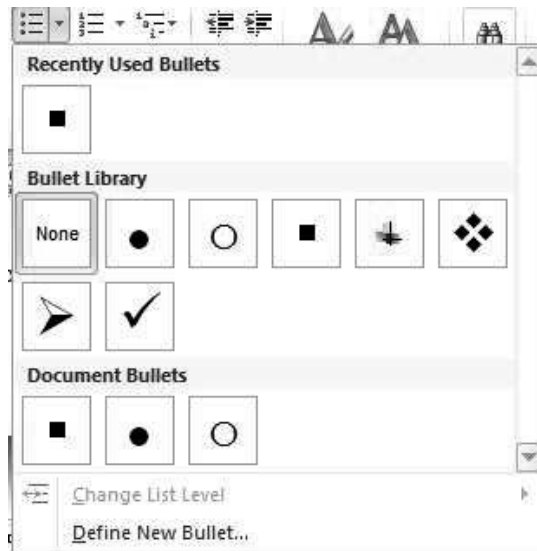 Recently Used Bullets
Bullet Library
None
Document Bullets
Change List Level
Define New Bullet...